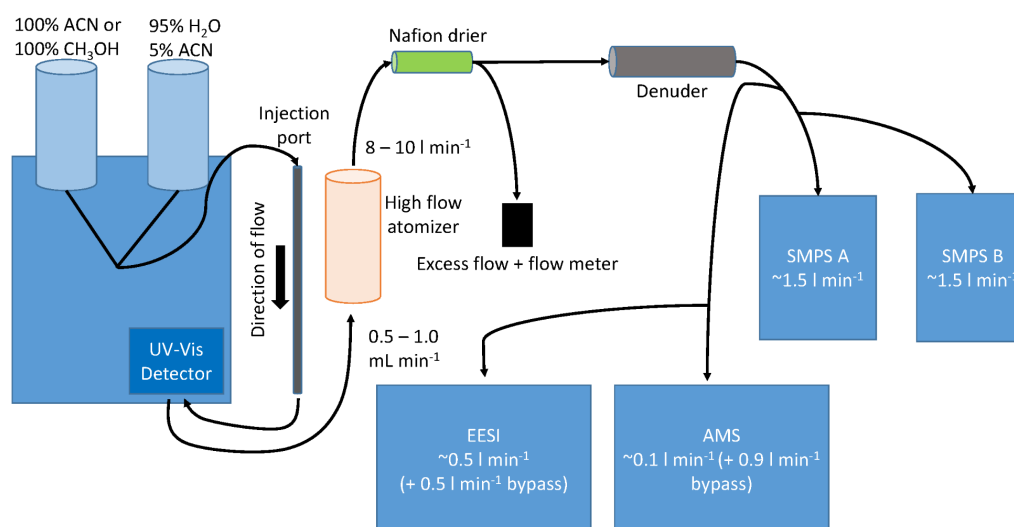 100% ACN or
100% CH₃OH
95% H₂O
5% ACN
Nafion drier
Denuder
Injection
port
8 – 10 l min⁻¹
High flow
atomizer
Direction of flow
Excess flow + flow meter
SMPS A
~1.5 l min⁻¹
SMPS B
~1.5 l min⁻¹
0.5 – 1.0
mL min⁻¹
UV-Vis
Detector
EESI
~0.5 l min⁻¹
(+ 0.5 l min⁻¹ bypass)
AMS
~0.1 l min⁻¹ (+ 0.9 l min⁻¹
bypass)